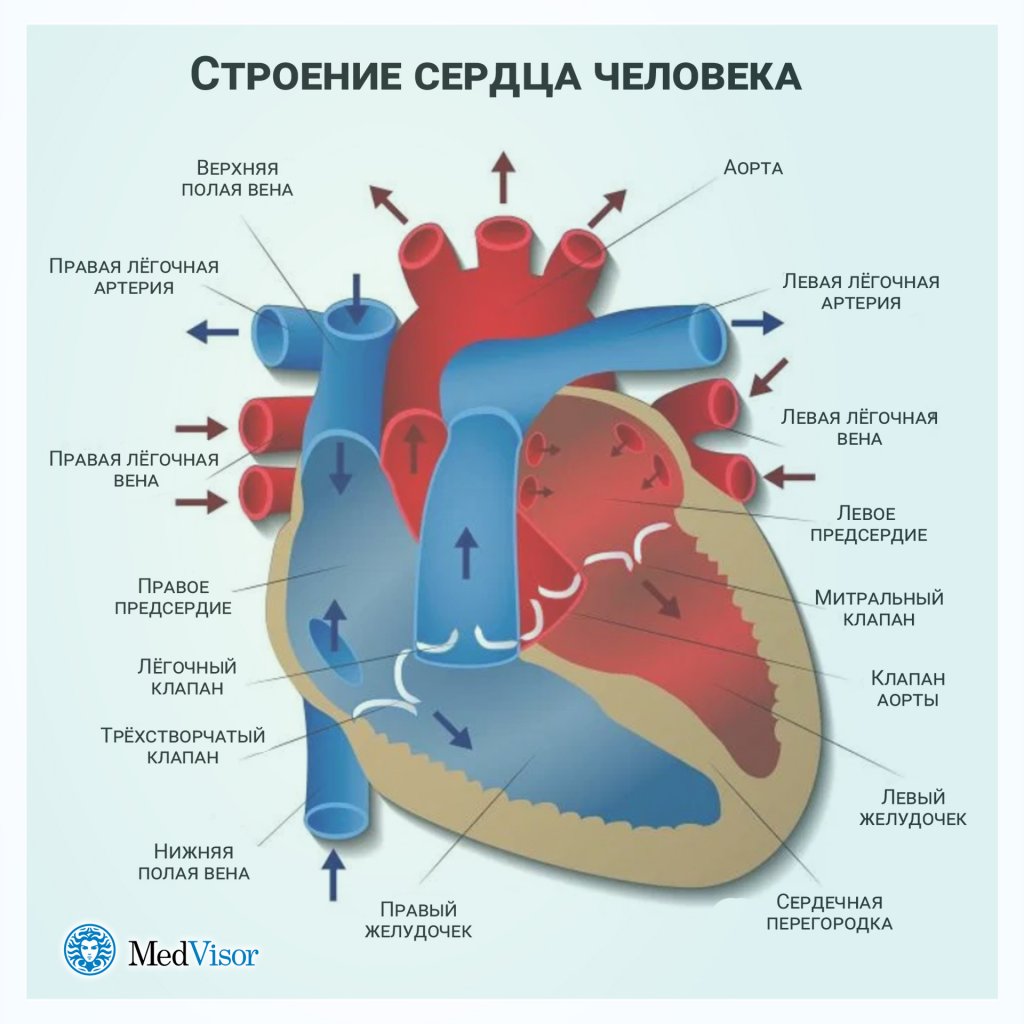 Строение сердца человека
Верхняя
полая вена
Аорта
Правая лёгочная
артерия
Левая лёгочная
артерия
Левая лёгочная
вена
Правая лёгочная
вена
Левое
предсердие
Правое
предсердие
Митральный
клапан
Лёгочный
клапан
Клапан
аорты
Трёхстворчатый
клапан
Левый
желудочек
Нижняя
полая вена
Правый
желудочек
Сердечная
перегородка
MedVisor